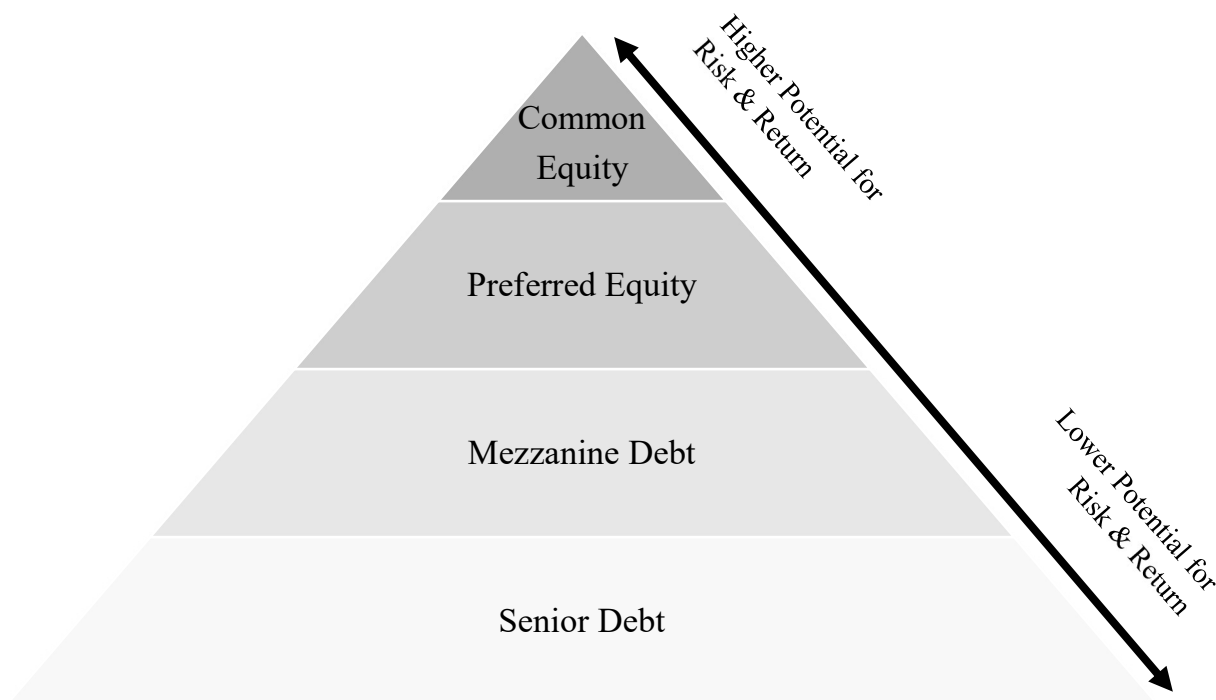 Higher Potential for
Risk & Return
Common
Equity
Preferred Equity
Mezzanine Debt
Lower Potential for
Risk & Return
Senior Debt